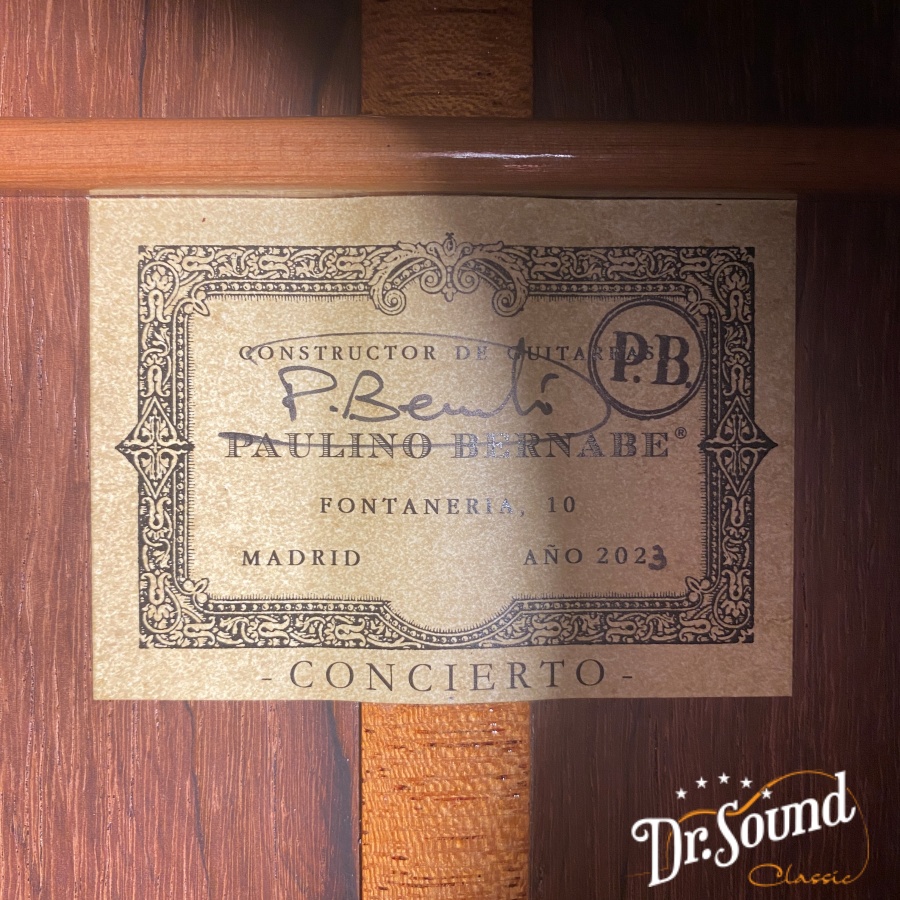 CONSTRUCTOR DE GUITARRAS
P.B.
P. Bernabé
PAULINO BERNABE®
FONTANERIA, 10
MADRID AÑO 2023
- CONCIERTO -
Dr. Sound
Classic